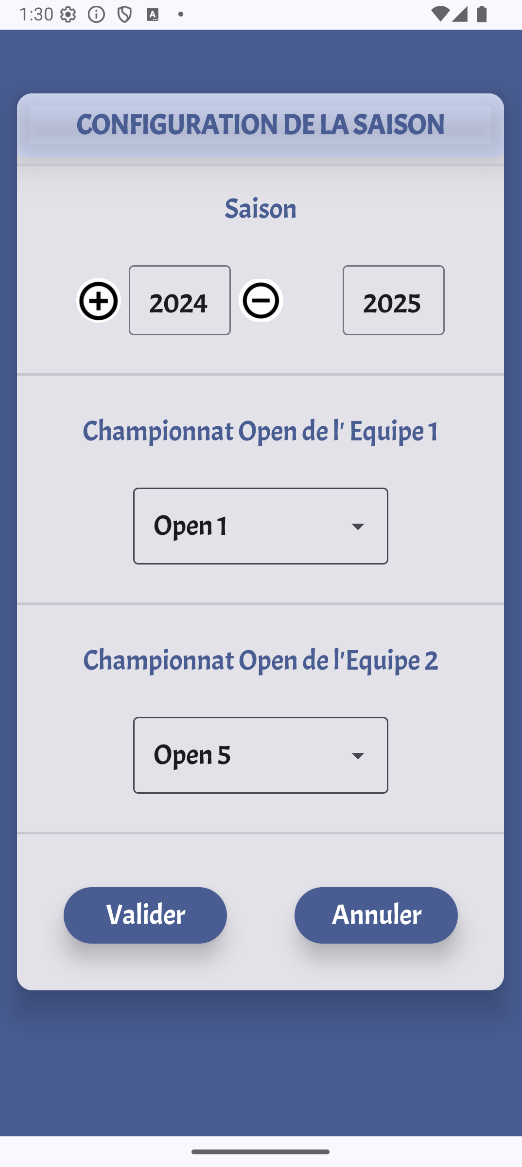 1:30
CONFIGURATION DE LA SAISON
Saison
2024 2025
Championnat Open de l' Equipe 1
Open 1
Championnat Open de l'Equipe 2
Open 5
Valider Annuler